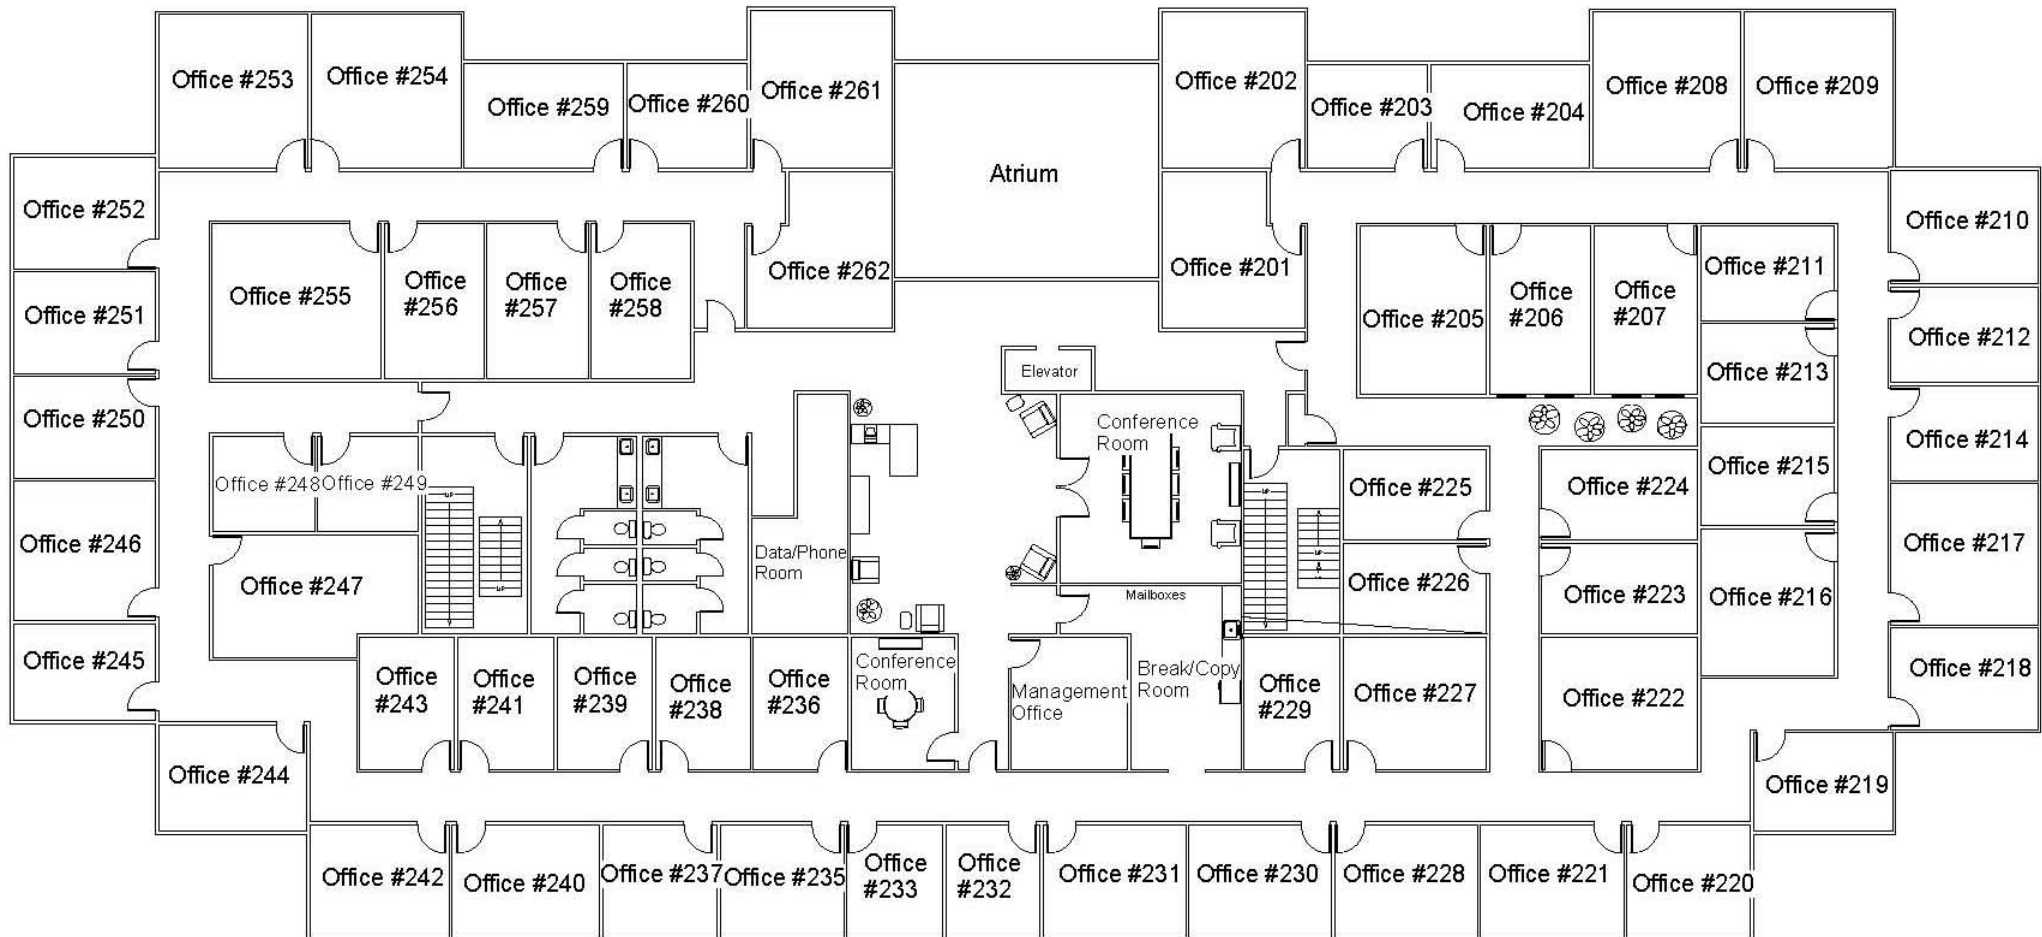 Office #253
Office #254
Office #259
Office #260
Office #261
Office #202
Office #203
Office #204
Office #208
Office #209
Atrium
Office #252
Office #210
Office #251
Office #255
Office
#256
Office
#257
Office
#258
Office #262
Office #201
Office #205
Office
#206
Office
#207
Office #211
Office #212
Elevator
Office #213
Office #250
Conference
Room
Office #214
Office #248
Office #249
Office #225
Office #224
Office #215
UP
UP
UP
UP
Office #246
Office #247
Data/Phone
Room
Mailboxes
Office #226
Office #223
Office #216
Office #217
Office #245
Office
#243
Office
#241
Office
#239
Office
#238
Office
#236
Conference
Room
Management
Office
Break/Copy
Room
Office
#229
Office #227
Office #222
Office #218
Office #244
Office #219
Office #242
Office #240
Office #237
Office #235
Office
#233
Office
#232
Office #231
Office #230
Office #228
Office #221
Office #220